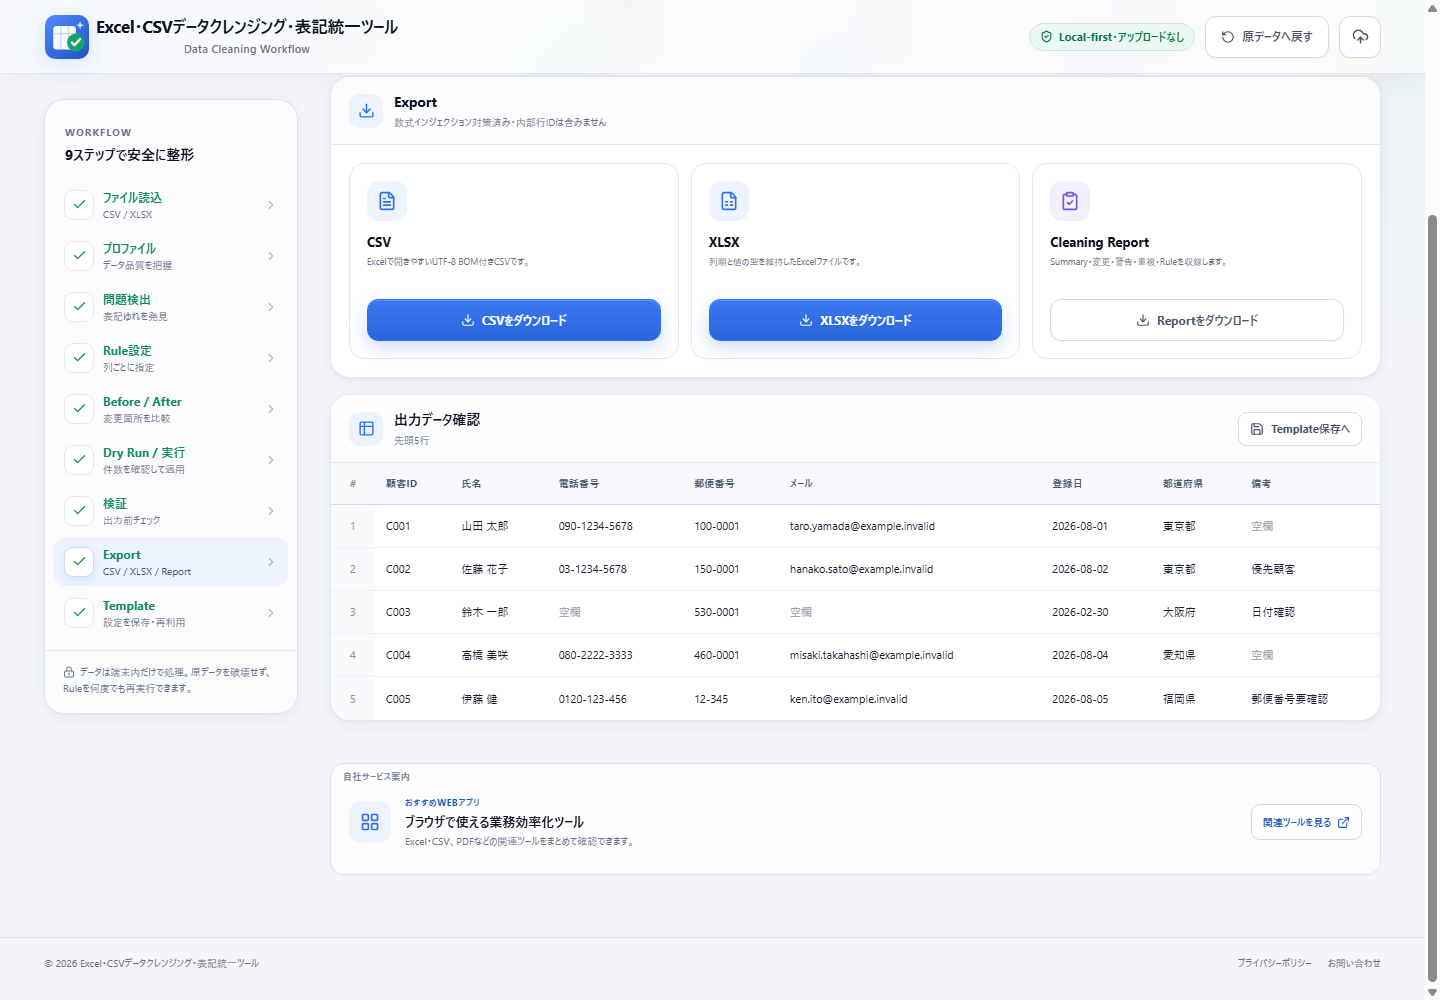 Excel・CSVデータクレンジング・表記統一ツール
Data Cleaning Workflow
Local-first・アップロードなし
原データへ戻す
WORKFLOW
9ステップで安全に整形
ファイル読込
CSV / XLSX
プロファイル
データ品質を把握
問題検出
表記ゆれを発見
Rule設定
列ごとに指定
Before / After
変更箇所を比較
Dry Run / 実行
件数を確認して適用
検証
出力前チェック
Export
CSV / XLSX / Report
Template
設定を保存・再利用
データは端末内だけで処理。原データを破壊せず、
Ruleを何度でも再実行できます。
Export
数式インジェクション対策済み・内部行IDは含みません
CSV
Excelで開きやすいUTF-8 BOM付きCSVです。
CSVをダウンロード
XLSX
列順と値の型を維持したExcelファイルです。
XLSXをダウンロード
Cleaning Report
Summary・変更・警告・重複・Ruleを収録します。
Reportをダウンロード
出力データ確認
先頭5行
Template保存へ
# 顧客ID 氏名 電話番号 郵便番号 メール 登録日 都道府県 備考
1 C001 山田 太郎 090-1234-5678 100-0001 taro.yamada@example.invalid 2026-08-01 東京都 空欄
2 C002 佐藤 花子 03-1234-5678 150-0001 hanako.sato@example.invalid 2026-08-02 東京都 優先顧客
3 C003 鈴木 一郎 空欄 530-0001 空欄 2026-02-30 大阪府 日付確認
4 C004 高橋 美咲 080-2222-3333 460-0001 misaki.takahashi@example.invalid 2026-08-04 愛知県 空欄
5 C005 伊藤 健 0120-123-456 12-345 ken.ito@example.invalid 2026-08-05 福岡県 郵便番号要確認
自社サービス案内
おすすめWEBアプリ
ブラウザで使える業務効率化ツール
Excel・CSV、PDFなどの関連ツールをまとめて確認できます。
関連ツールを見る
© 2026 Excel・CSVデータクレンジング・表記統一ツール
プライバシーポリシー お問い合わせ